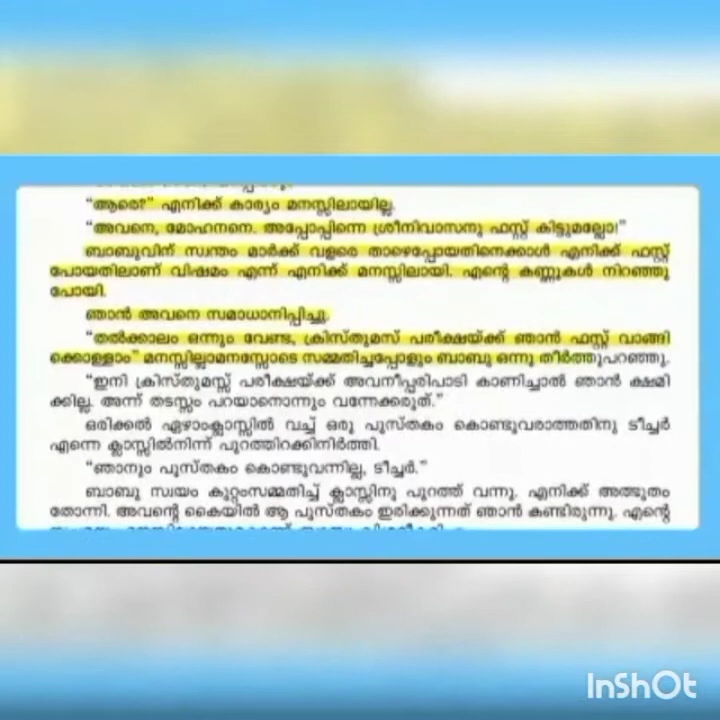 “ആരെ?” എനിക്ക് കാര്യം മനസ്സിലായില്ല.
“അവനെ, മോഹനനെ. അപ്പോപ്പിന്നെ ശ്രീനിവാസനു ഫസ്റ്റ് കിട്ടുമല്ലോ!”
ബാബുവിന് സ്വന്തം മാർക്ക് വളരെ താഴെപ്പോയതിനെക്കാൾ എനിക്ക് ഫസ്റ്റ്
പോയതിലാണ് വിഷമം എന്ന് എനിക്ക് മനസ്സിലായി. എന്റെ കണ്ണുകൾ നിറഞ്ഞു
പോയി.
ഞാൻ അവനെ സമാധാനിപ്പിച്ചു.
“തൽക്കാലം ഒന്നും വേണ്ട, ക്രിസ്തുമസ് പരീക്ഷയ്ക്ക് ഞാൻ ഫസ്റ്റ് വാങ്ങി
ക്കൊള്ളാം” മനസ്സില്ലാമനസ്സോടെ സമ്മതിച്ചപ്പോളും ബാബു ഒന്നു തീർത്തുപറഞ്ഞു.
“ഇനി ക്രിസ്തുമസ്സ് പരീക്ഷയ്ക്ക് അവനീപ്പരിപാടി കാണിച്ചാൽ ഞാൻ ക്ഷമി
ക്കില്ല. അന്ന് തടസ്സം പറയാനൊന്നും വന്നേക്കരുത്.”
ഒരിക്കൽ ഏഴാംക്ലാസ്സിൽ വച്ച് ഒരു പുസ്തകം കൊണ്ടുവരാത്തതിനു ടീച്ചർ
എന്നെ ക്ലാസ്സിൽനിന്ന് പുറത്തിറക്കിനിർത്തി.
“ഞാനും പുസ്തകം കൊണ്ടുവന്നില്ല, ടീച്ചർ.”
ബാബു സ്വയം കുറ്റംസമ്മതിച്ച് ക്ലാസ്സിനു പുറത്ത് വന്നു. എനിക്ക് അത്ഭുതം
തോന്നി. അവന്റെ കൈയിൽ ആ പുസ്തകം ഇരിക്കുന്നത് ഞാൻ കണ്ടിരുന്നു. എന്റെ
InShOt